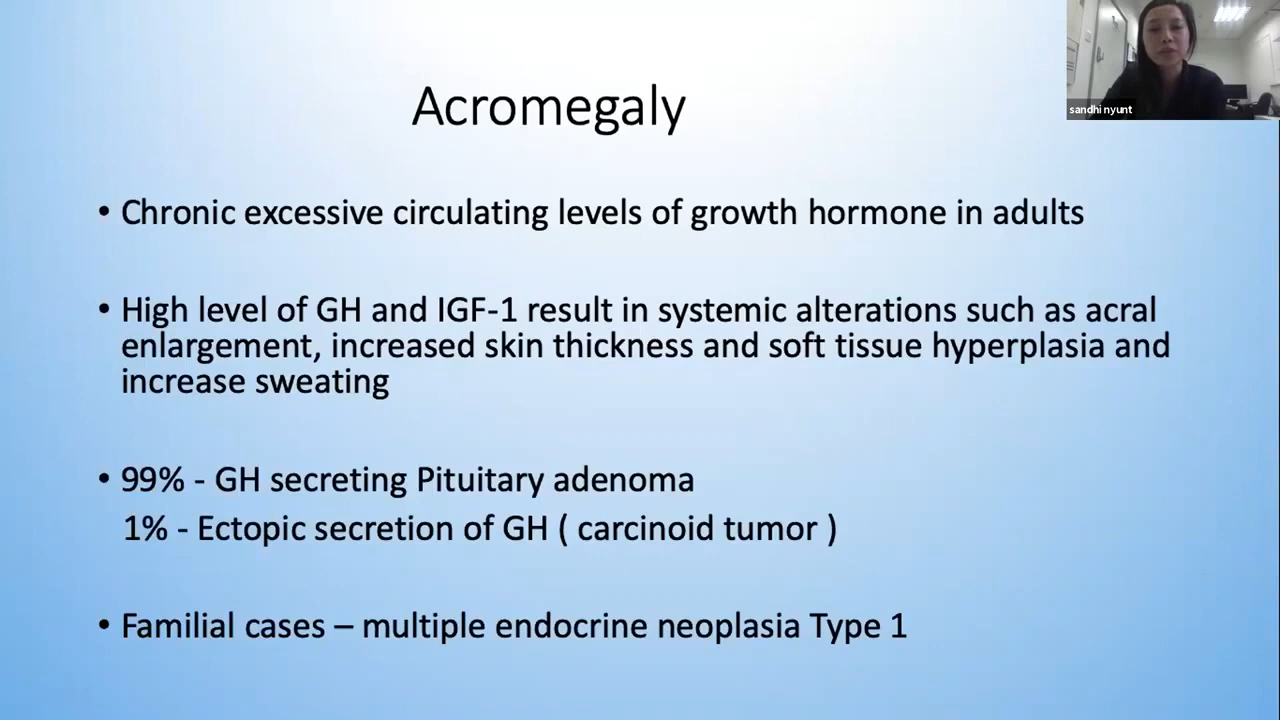 sandhi nyunt
Acromegaly
• Chronic excessive circulating levels of growth hormone in adults
• High level of GH and IGF-1 result in systemic alterations such as acral
enlargement, increased skin thickness and soft tissue hyperplasia and
increase sweating
• 99% - GH secreting Pituitary adenoma
1% - Ectopic secretion of GH ( carcinoid tumor )
• Familial cases – multiple endocrine neoplasia Type 1